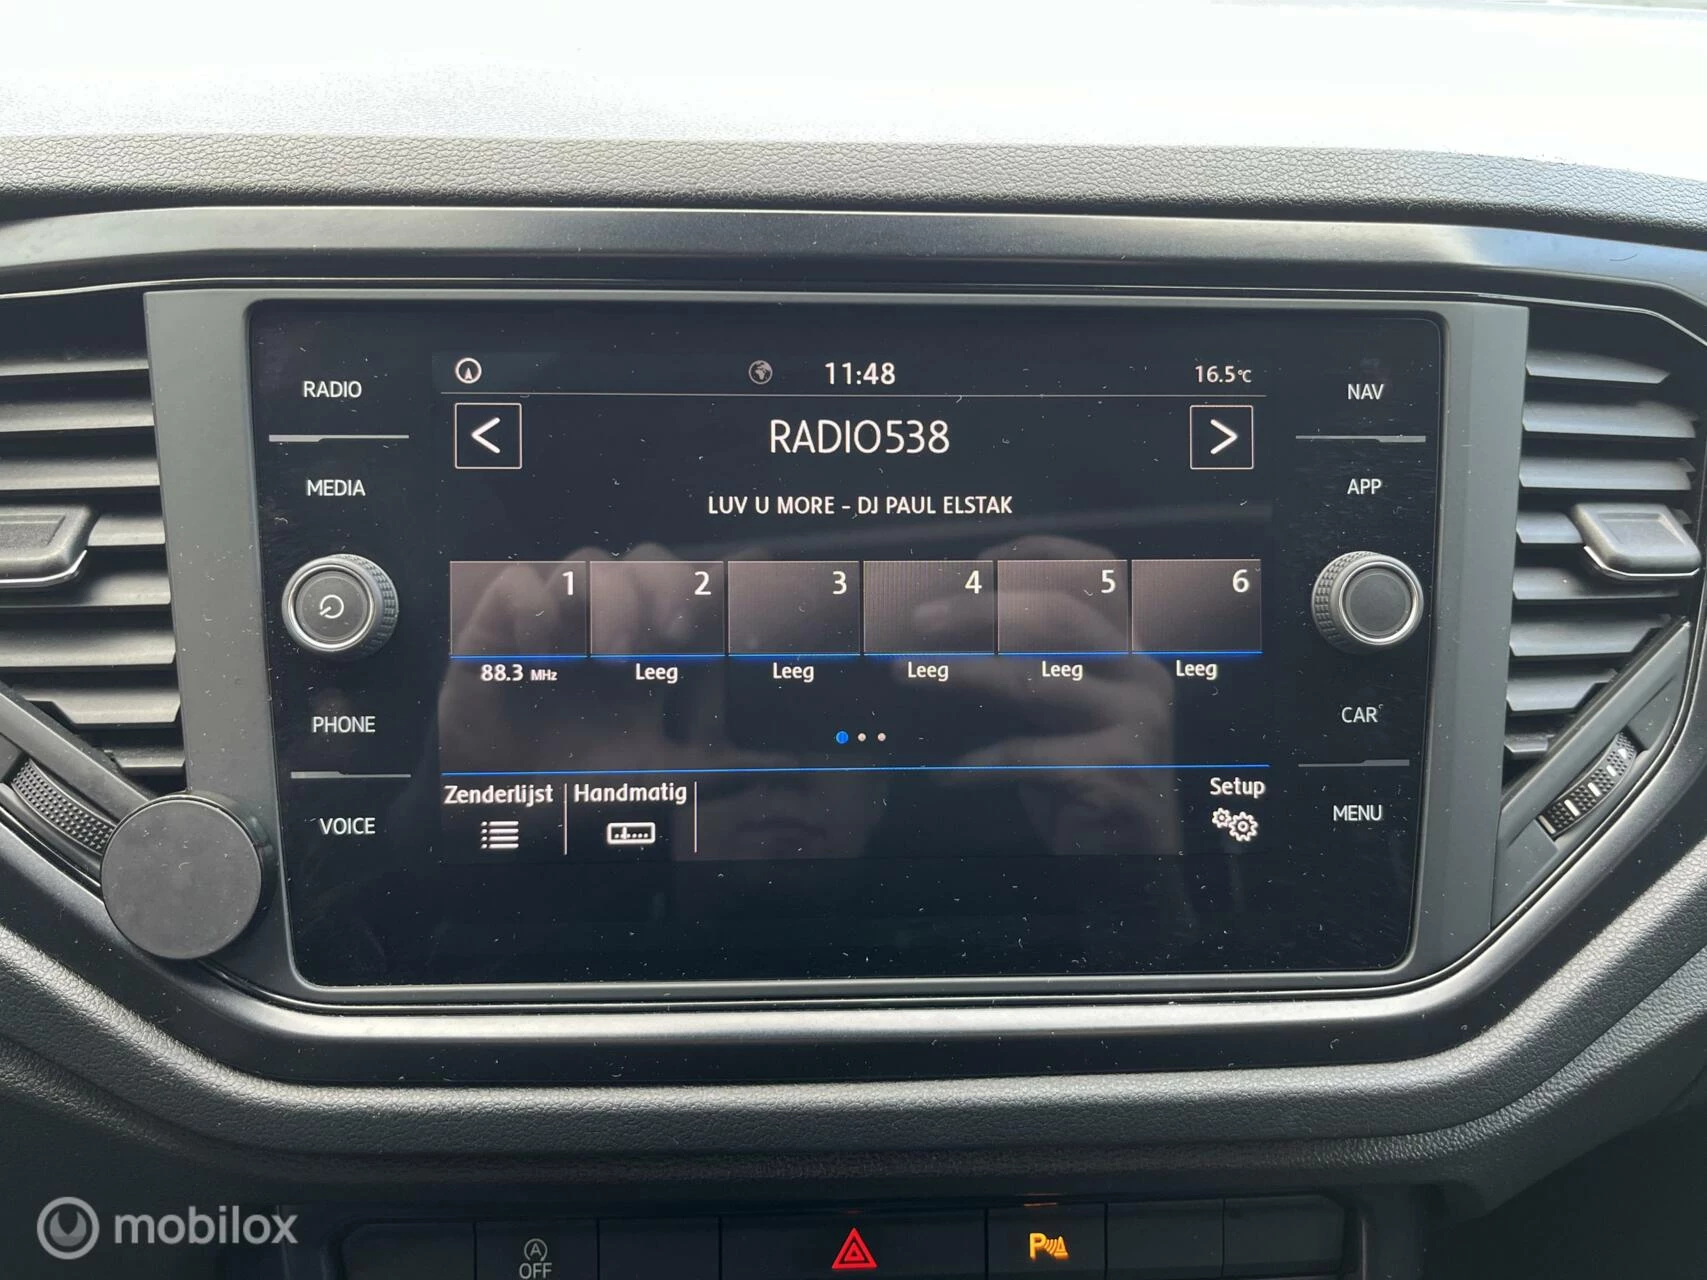 RADIO
MEDIA
PHONE
VOICE
11:48
16.5°C
<
RADIO538
>
LUV U MORE - DJ PAUL ELSTAK
1 2 3 4 5 6
88.3 MHz Leeg Leeg Leeg Leeg Leeg
Zenderlijst Handmatig Setup
NAV
APP
CAR
MENU
A
OFF
P
mobilox